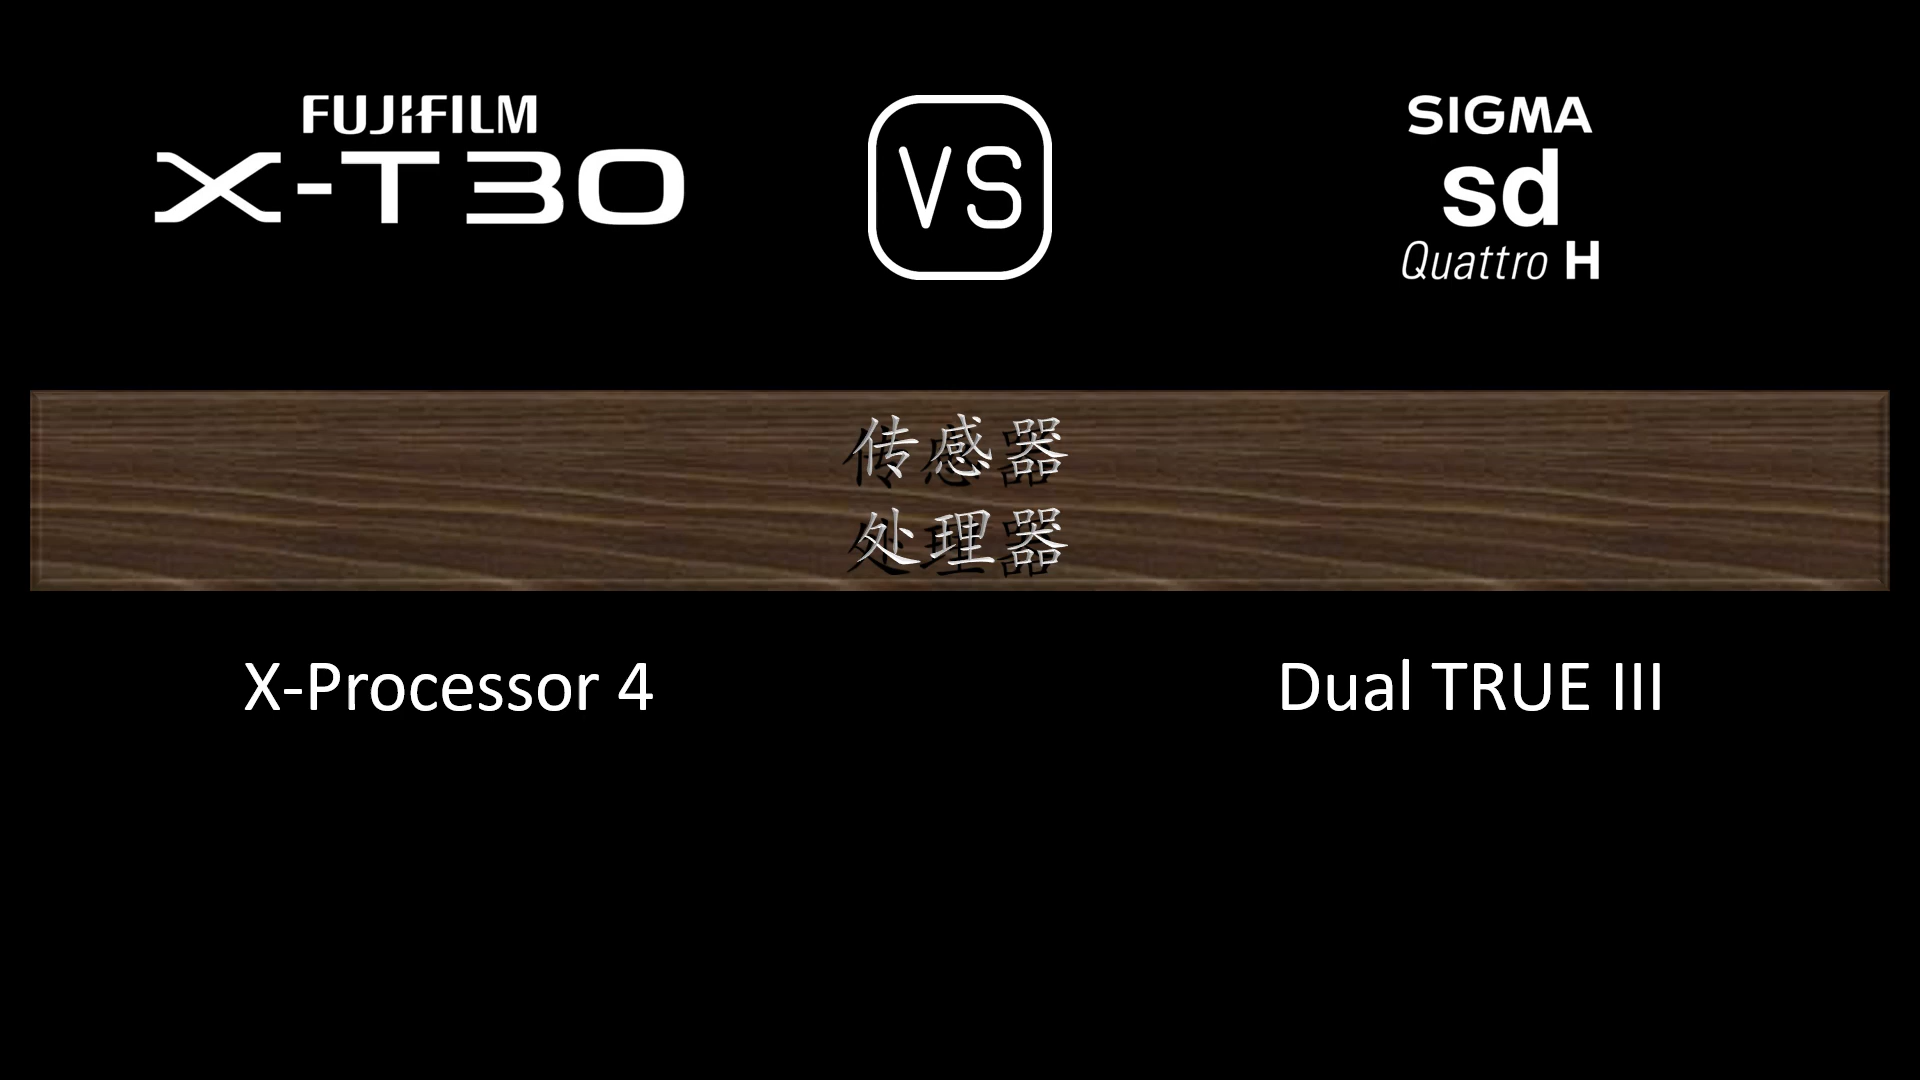 FUJIFILM
X-T30
VS
SIGMA
sd
Quattro H
传感器
处理器
X-Processor 4
Dual TRUE III